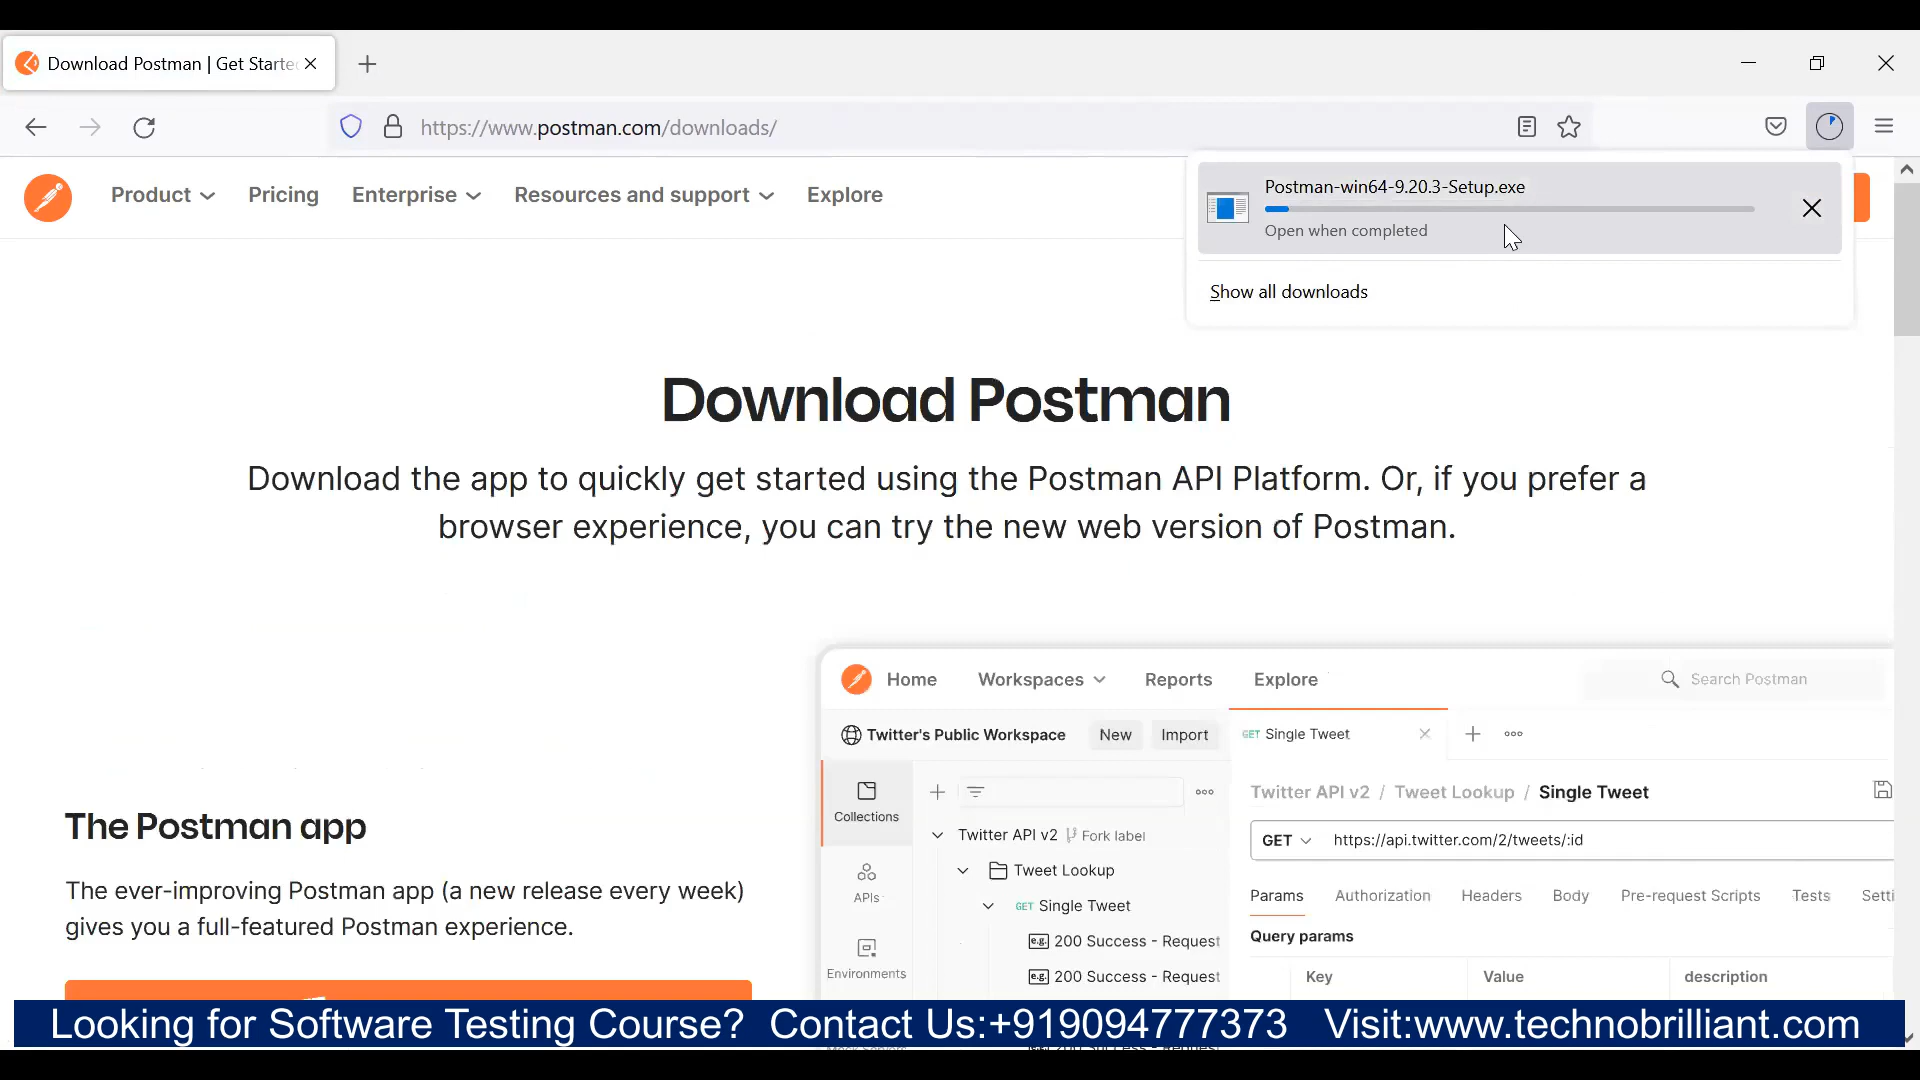 Download Postman | Get Starte
https://www.postman.com/downloads/
Product
Pricing
Enterprise
Resources and support
Explore
Postman-win64-9.20.3-Setup.exe
Open when completed
Show all downloads
Download Postman
Download the app to quickly get started using the Postman API Platform. Or, if you prefer a
browser experience, you can try the new web version of Postman.
The Postman app
The ever-improving Postman app (a new release every week)
gives you a full-featured Postman experience.
Home
Workspaces
Reports
Explore
Search Postman
Twitter's Public Workspace
New
Import
GET Single Tweet
Collections
APIs
Environments
Twitter API v2
Fork label
Tweet Lookup
GET Single Tweet
e.g. 200 Success - Request
e.g. 200 Success - Request
Twitter API v2 / Tweet Lookup / Single Tweet
GET
https://api.twitter.com/2/tweets/:id
Params
Authorization
Headers
Body
Pre-request Scripts
Tests
Setti
Query params
Key
Value
description
Looking for Software Testing Course? Contact Us:+919094777373 Visit:www.technobrilliant.com